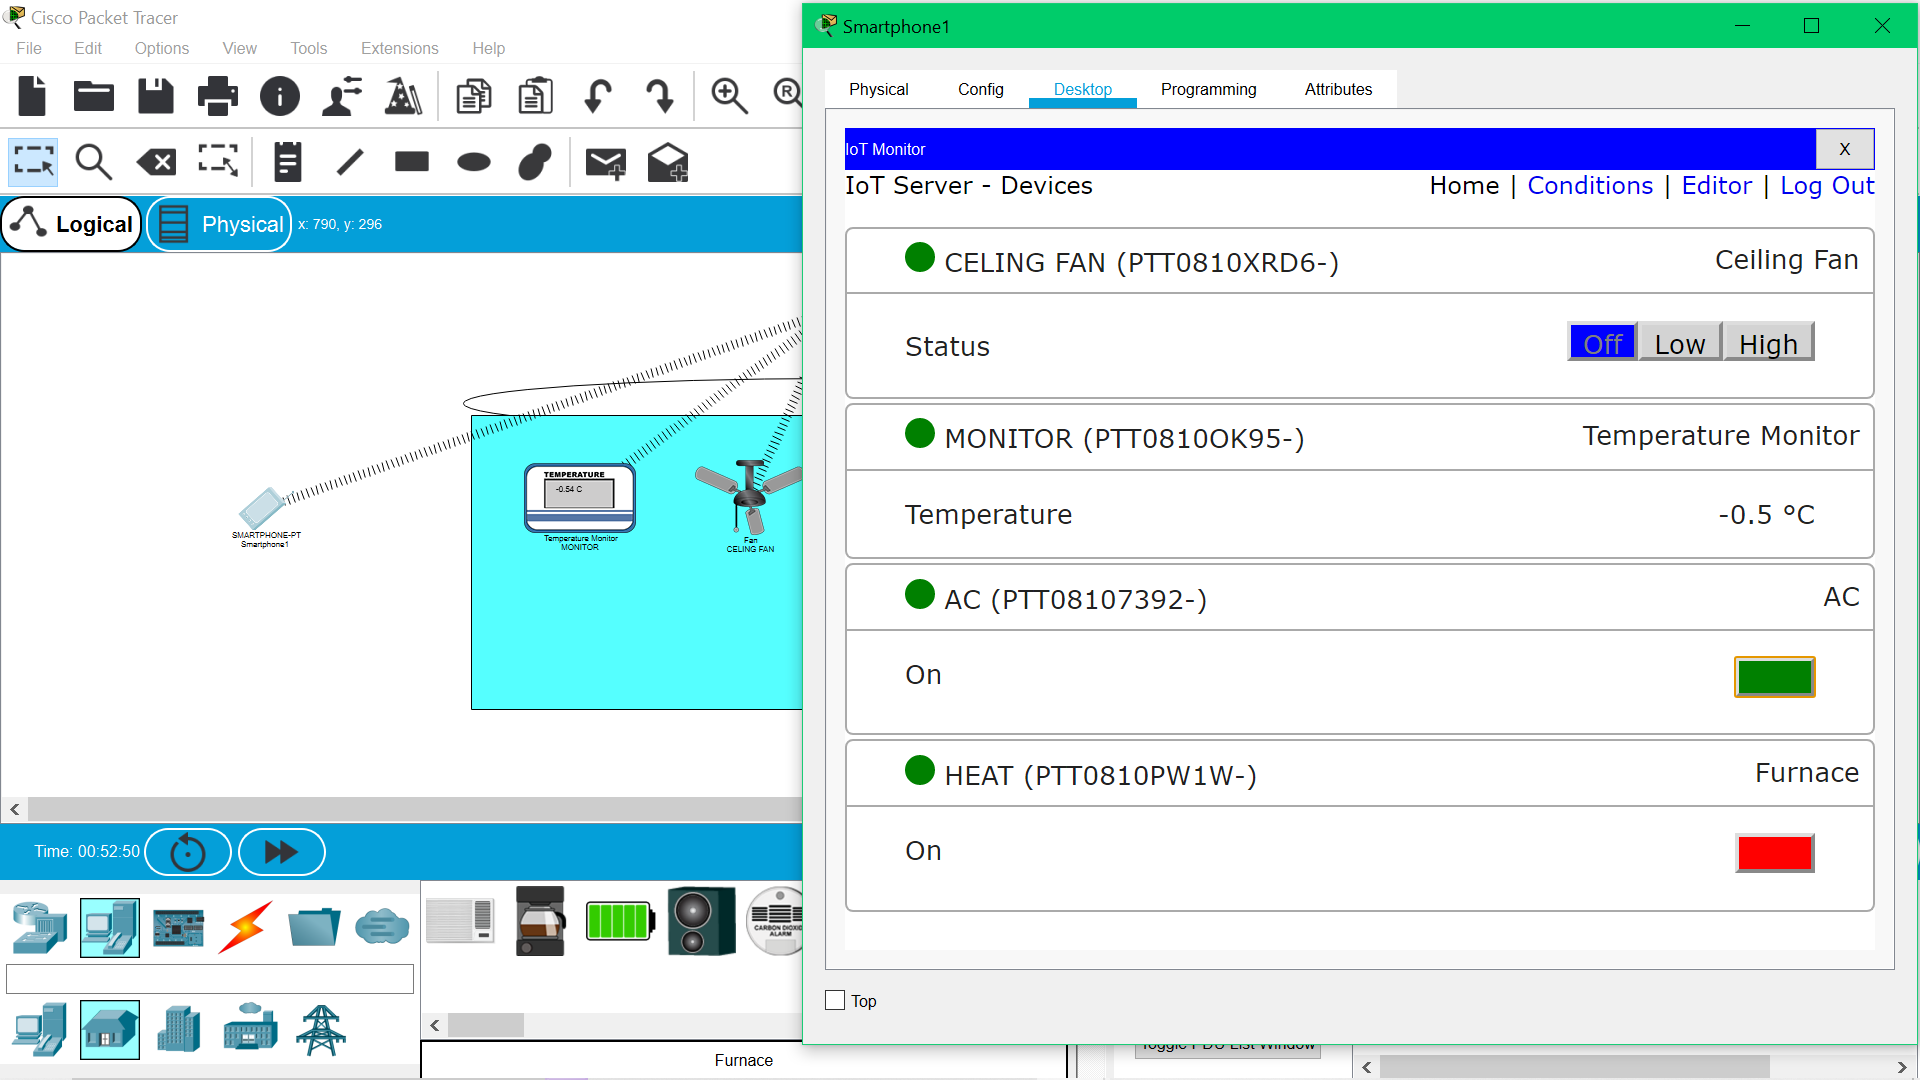 Cisco Packet Tracer
File Edit Options View Tools Extensions Help
Logical
Physical
x: 790, y: 296
TEMPERATURE
-0.54 C
Temperature Monitor
MONITOR
Fan
CELING FAN
SMARTPHONE-PT
Smartphone1
Time: 00:52:50
CARBON DIOXI
ALARM
Furnace
Smartphone1
Physical Config Desktop Programming Attributes
IoT Monitor
X
IoT Server - Devices
Home | Conditions | Editor | Log Out
CELING FAN (PTT0810XRD6-)
Ceiling Fan
Status
Off Low High
MONITOR (PTT0810OK95-)
Temperature Monitor
Temperature
-0.5 °C
AC (PTT08107392-)
AC
On
HEAT (PTT0810PW1W-)
Furnace
On
Top
Toggle PDU List Window